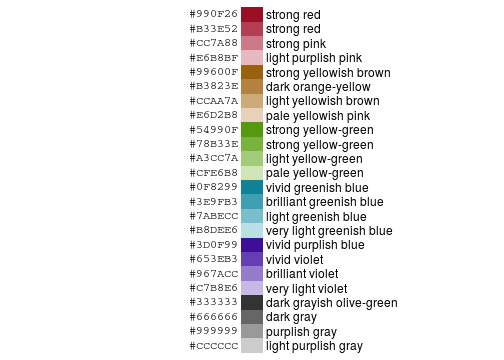 #990F26 strong red
#B33E52 strong red
#CC7A88 strong pink
#E6B8BF light purplish pink
#99600F strong yellowish brown
#B3823E dark orange-yellow
#CCAA7A light yellowish brown
#E6D2B8 pale yellowish pink
#54990F strong yellow-green
#78B33E strong yellow-green
#A3CC7A light yellow-green
#CFE6B8 pale yellow-green
#0F8299 vivid greenish blue
#3E9FB3 brilliant greenish blue
#7ABECC light greenish blue
#B8DEE6 very light greenish blue
#3D0F99 vivid purplish blue
#653EB3 vivid violet
#967ACC brilliant violet
#C7B8E6 very light violet
#333333 dark grayish olive-green
#666666 dark gray
#999999 purplish gray
#CCCCCC light purplish gray